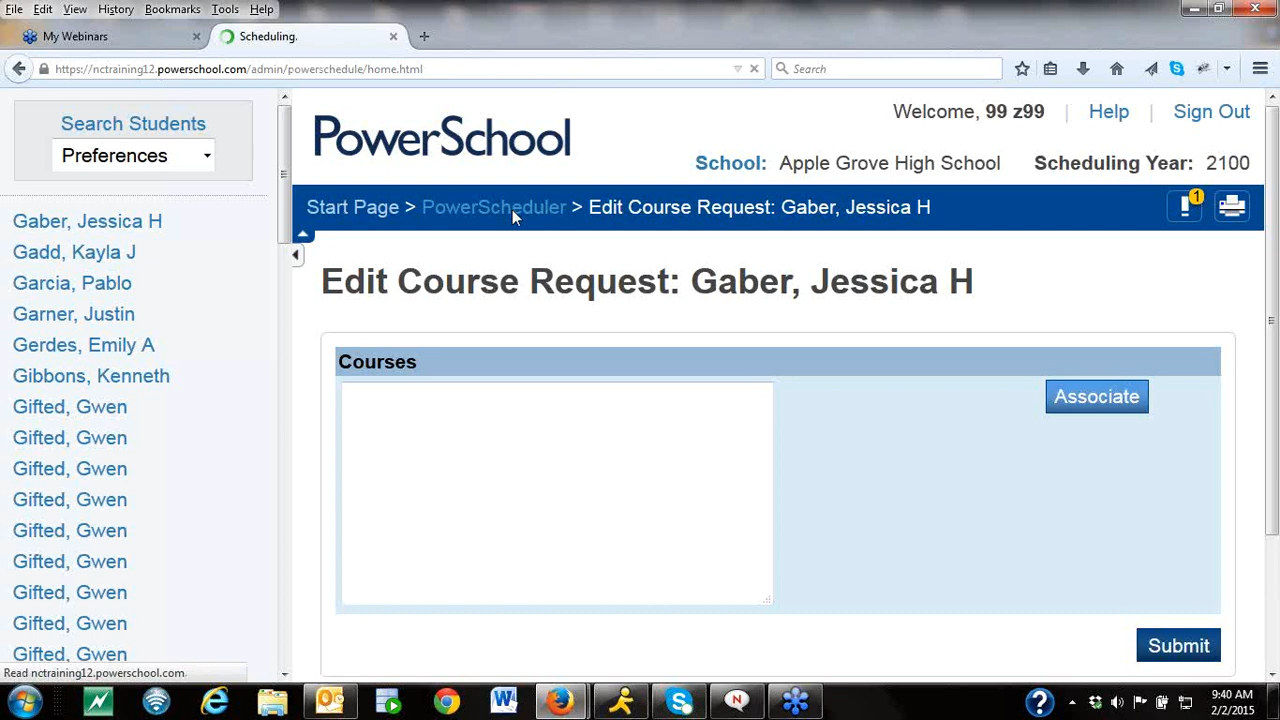 File Edit View History Bookmarks Tools Help
My Webinars × Scheduling. × +
https://nctraining12.powerschool.com/admin/powerschedule/home.html Search
Search Students
Preferences
Gaber, Jessica H
Gadd, Kayla J
Garcia, Pablo
Garner, Justin
Gerdes, Emily A
Gibbons, Kenneth
Gifted, Gwen
Gifted, Gwen
Gifted, Gwen
Gifted, Gwen
Gifted, Gwen
Gifted, Gwen
Gifted, Gwen
Gifted, Gwen
Gifted, Gwen
Read nctraining12.powerschool.com
Welcome, 99 z99 | Help | Sign Out
PowerSchool
School: Apple Grove High School Scheduling Year: 2100
Start Page > PowerScheduler > Edit Course Request: Gaber, Jessica H
1
Edit Course Request: Gaber, Jessica H
Courses
Associate
Submit
9:40 AM
2/2/2015